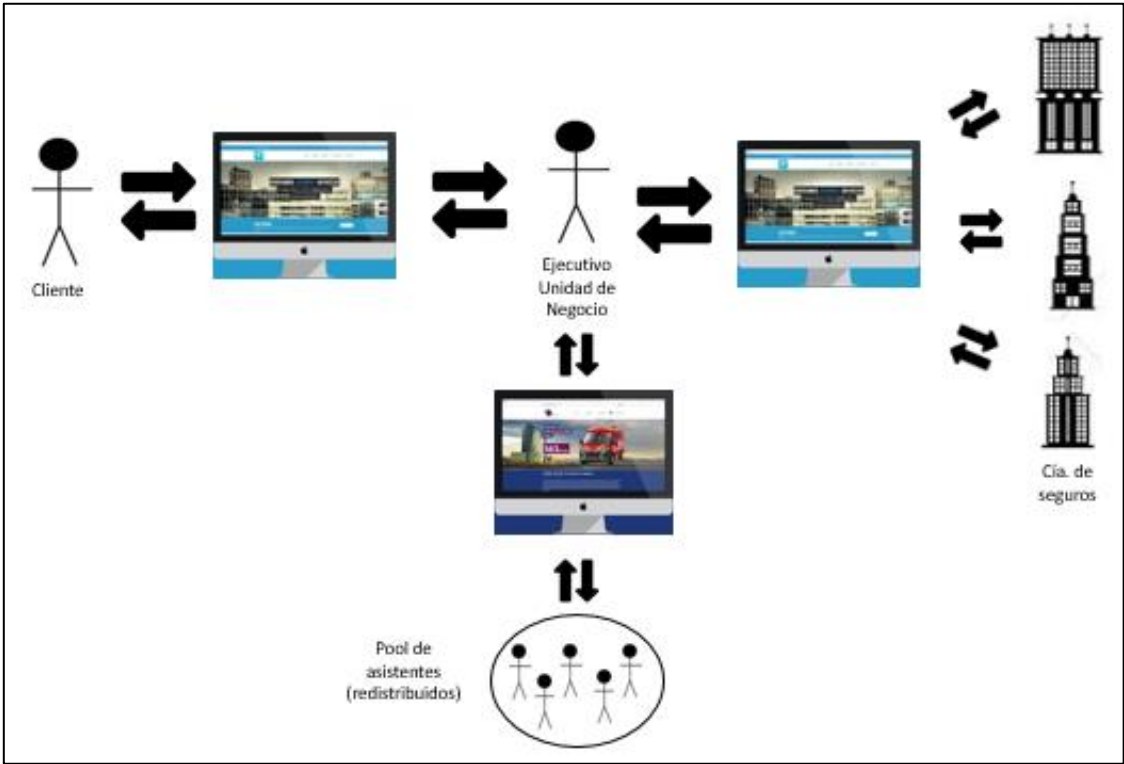 Cliente
Ejecutivo
Unidad de
Negocio
Cía. de
seguros
Pool de
asistentes
(redistribuidos)